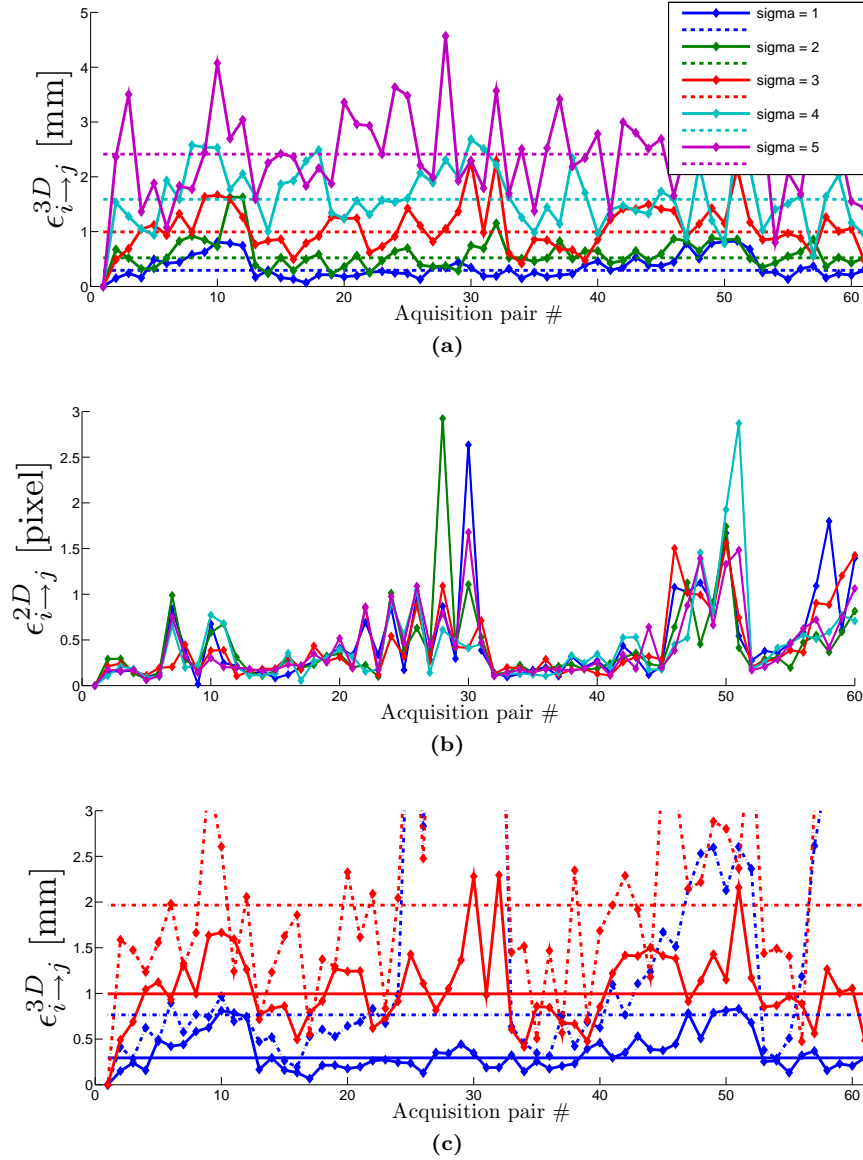 5
4
3
2
1
0
0
10
20
30
40
50
60
ϵ^{3D}_{i→j} [mm]
sigma = 1
sigma = 2
sigma = 3
sigma = 4
sigma = 5
Aquisition pair #
(a)
3
2.5
2
1.5
1
0.5
0
0
10
20
30
40
50
60
ϵ^{2D}_{i→j} [pixel]
Acquisition pair #
(b)
3
2.5
2
1.5
1
0.5
0
0
10
20
30
40
50
60
ϵ^{3D}_{i→j} [mm]
Acquisition pair #
(c)